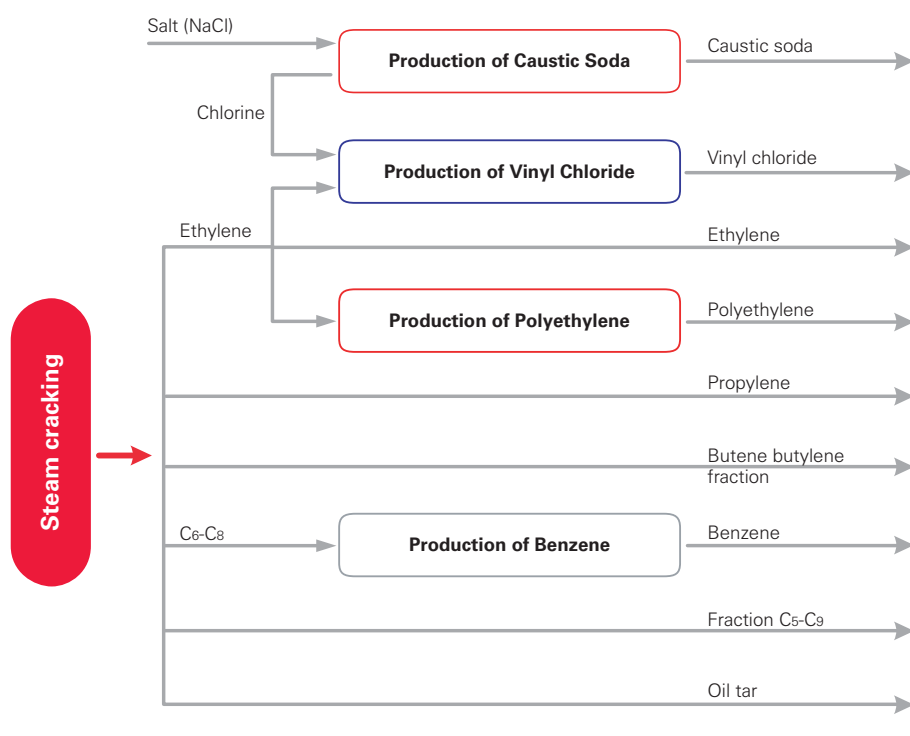 Salt (NaCl)
Production of Caustic Soda
Caustic soda
Chlorine
Production of Vinyl Chloride
Vinyl chloride
Ethylene
Ethylene
Production of Polyethylene
Polyethylene
Steam cracking
Propylene
Butene butylene
fraction
C6-C8
Production of Benzene
Benzene
Fraction C5-C9
Oil tar